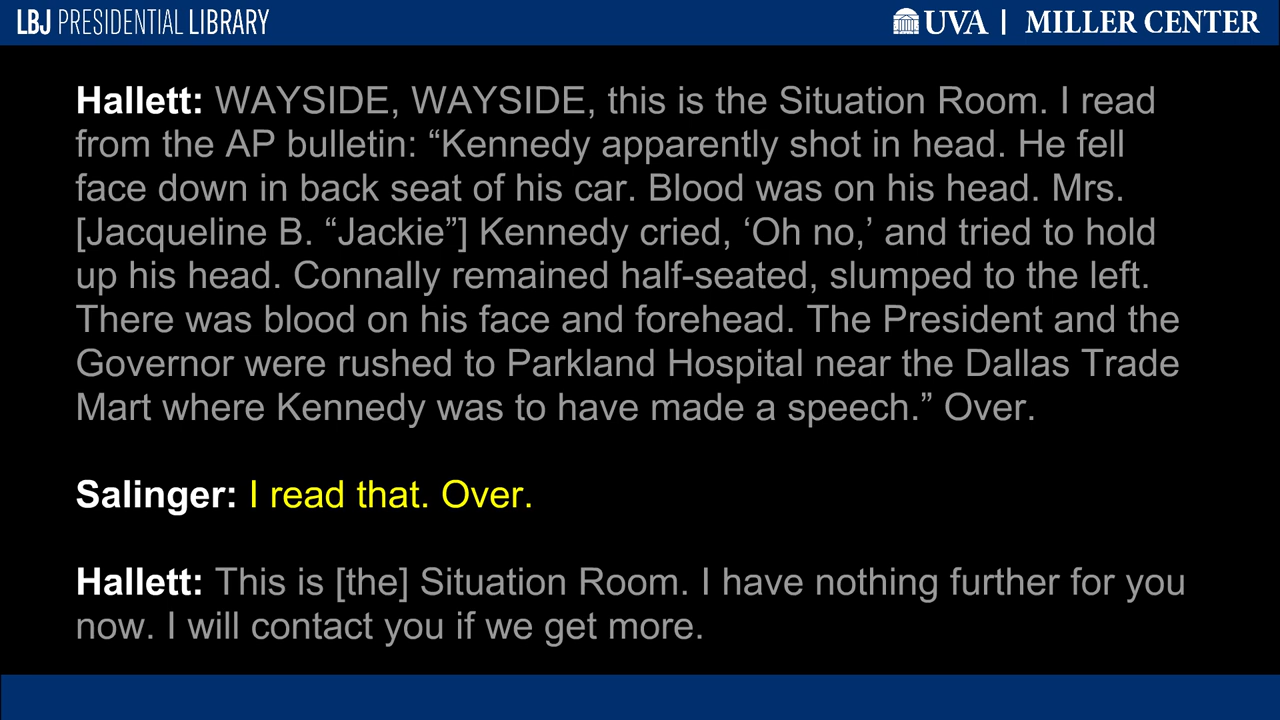 LBJ PRESIDENTIAL LIBRARY
UVA | MILLER CENTER
Hallett: WAYSIDE, WAYSIDE, this is the Situation Room. I read
from the AP bulletin: “Kennedy apparently shot in head. He fell
face down in back seat of his car. Blood was on his head. Mrs.
[Jacqueline B. “Jackie”] Kennedy cried, ‘Oh no,’ and tried to hold
up his head. Connally remained half-seated, slumped to the left.
There was blood on his face and forehead. The President and the
Governor were rushed to Parkland Hospital near the Dallas Trade
Mart where Kennedy was to have made a speech.” Over.
Salinger: I read that. Over.
Hallett: This is [the] Situation Room. I have nothing further for you
now. I will contact you if we get more.